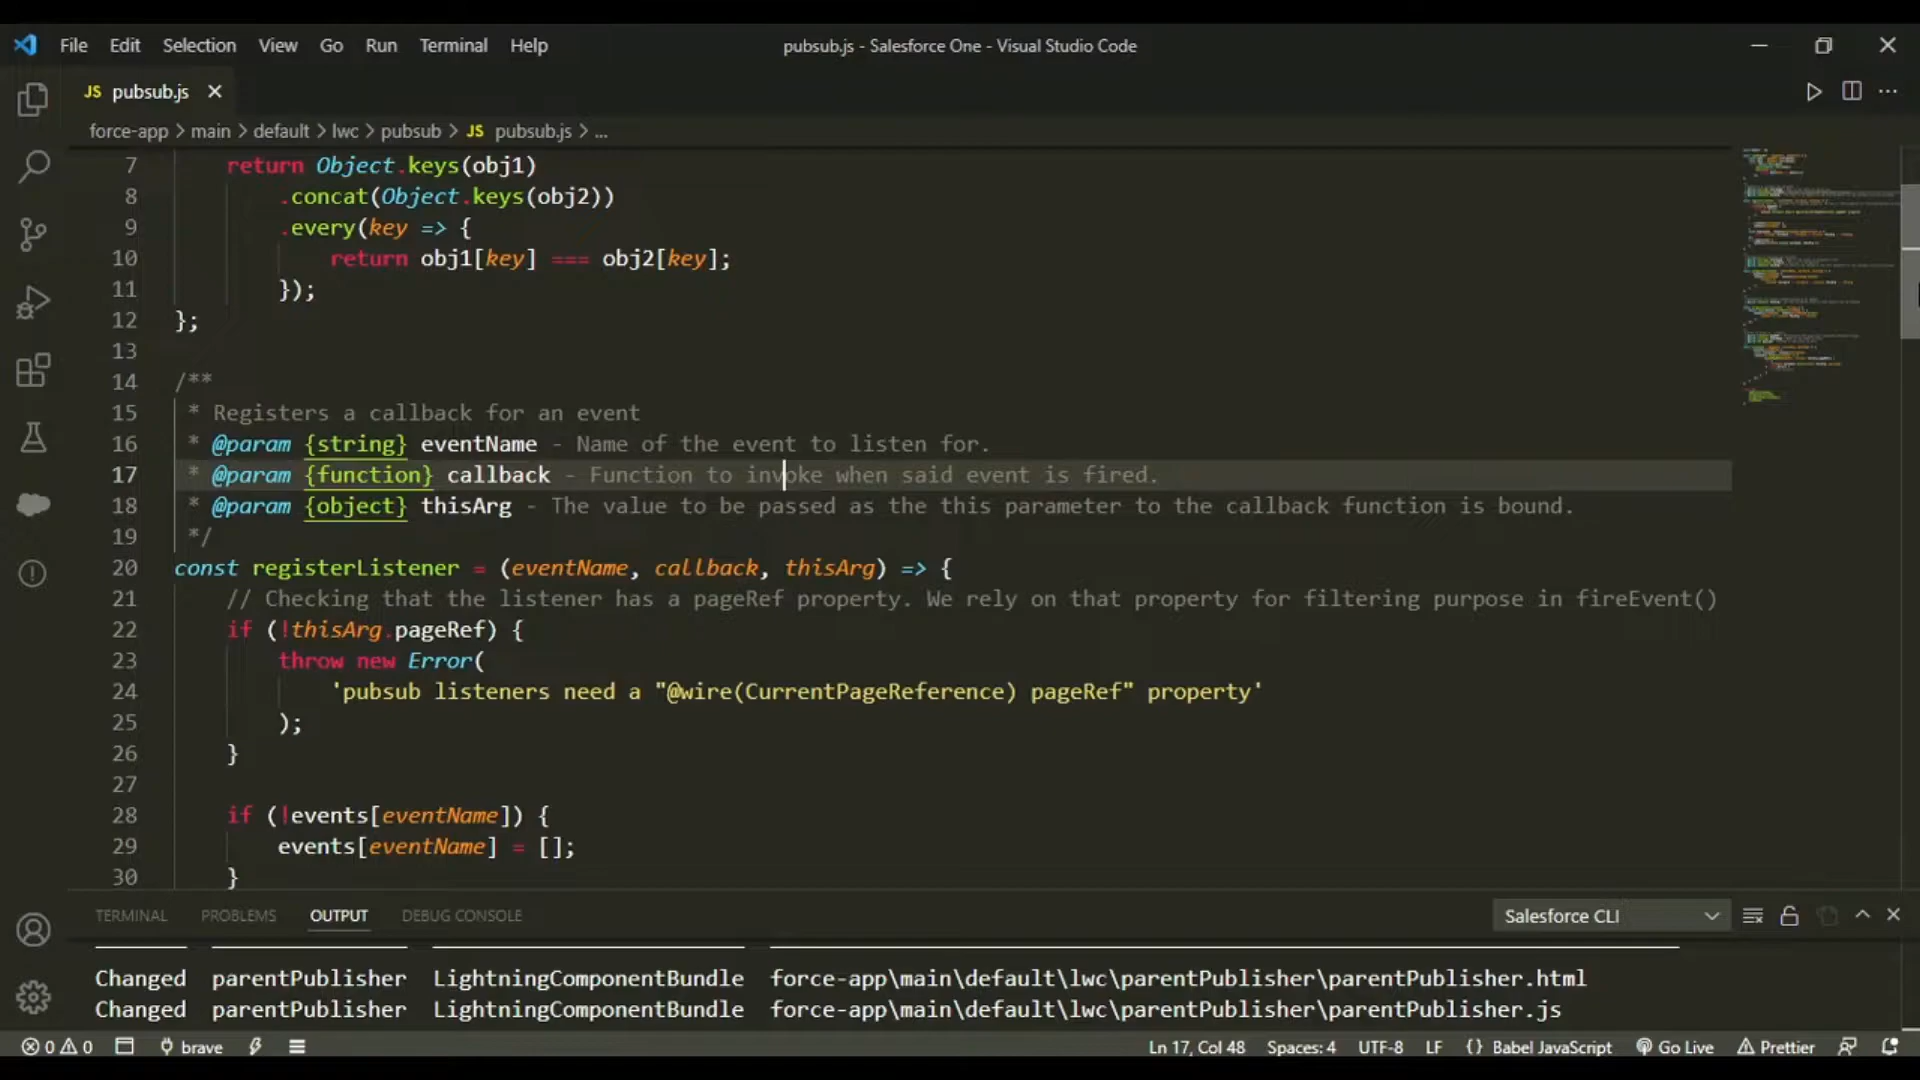 File Edit Selection View Go Run Terminal Help pubsub.js - Salesforce One - Visual Studio Code
JS pubsub.js
force-app > main > default > lwc > pubsub > JS pubsub.js > ...
7 return Object.keys(obj1)
8 .concat(Object.keys(obj2))
9 .every(key => {
10 return obj1[key] === obj2[key];
11 });
12 };
13
14 /**
15 * Registers a callback for an event
16 * @param {string} eventName - Name of the event to listen for.
17 * @param {function} callback - Function to invoke when said event is fired.
18 * @param {object} thisArg - The value to be passed as the this parameter to the callback function is bound.
19 */
20 const registerListener = (eventName, callback, thisArg) => {
21 // Checking that the listener has a pageRef property. We rely on that property for filtering purpose in fireEvent()
22 if (!thisArg.pageRef) {
23 throw new Error(
24 'pubsub listeners need a "@wire(CurrentPageReference) pageRef" property'
25 );
26 }
27
28 if (!events[eventName]) {
29 events[eventName] = [];
30 }
TERMINAL PROBLEMS OUTPUT DEBUG CONSOLE Salesforce CLI
Changed parentPublisher LightningComponentBundle force-app\main\default\lwc\parentPublisher\parentPublisher.html
Changed parentPublisher LightningComponentBundle force-app\main\default\lwc\parentPublisher\parentPublisher.js
0 0 brave Ln 17, Col 48 Spaces: 4 UTF-8 LF {} Babel JavaScript Go Live Prettier